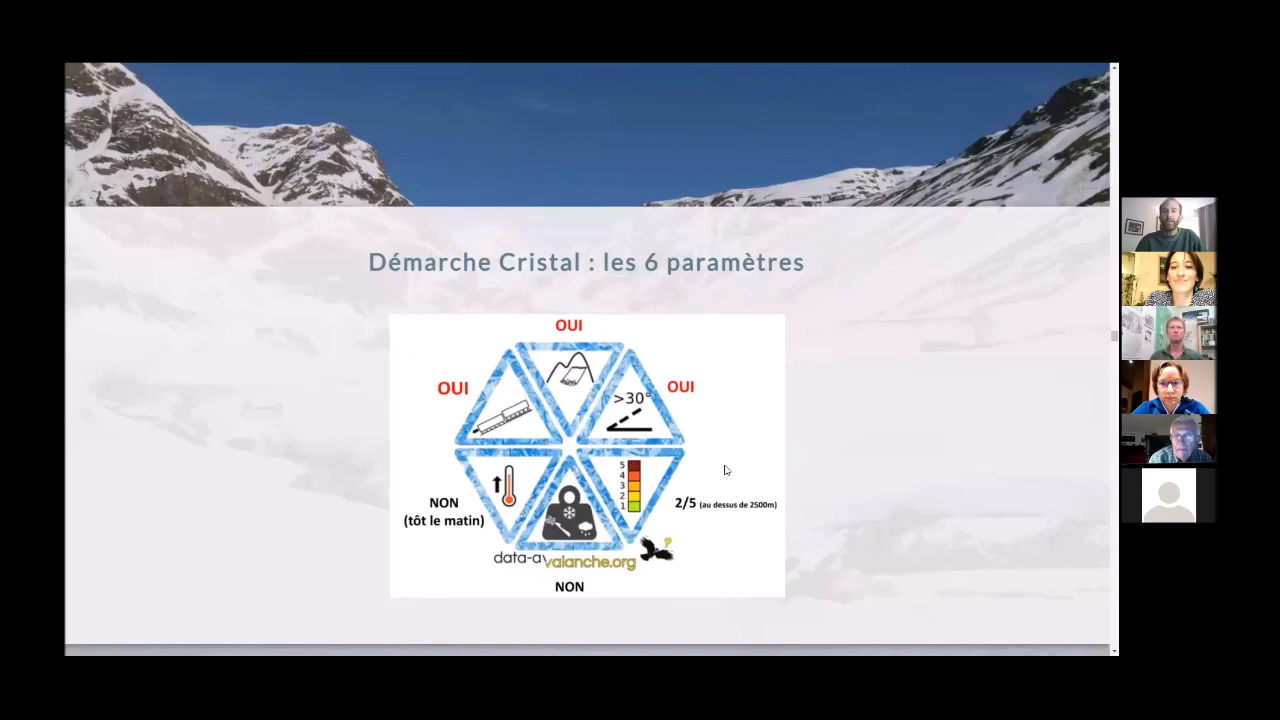 Démarche Cristal : les 6 paramètres
OUI
OUI
OUI
>30°
5
4
3
2
1
NON
(tôt le matin)
2/5 (au dessus de 2500m)
?
data-avalanche.org
NON